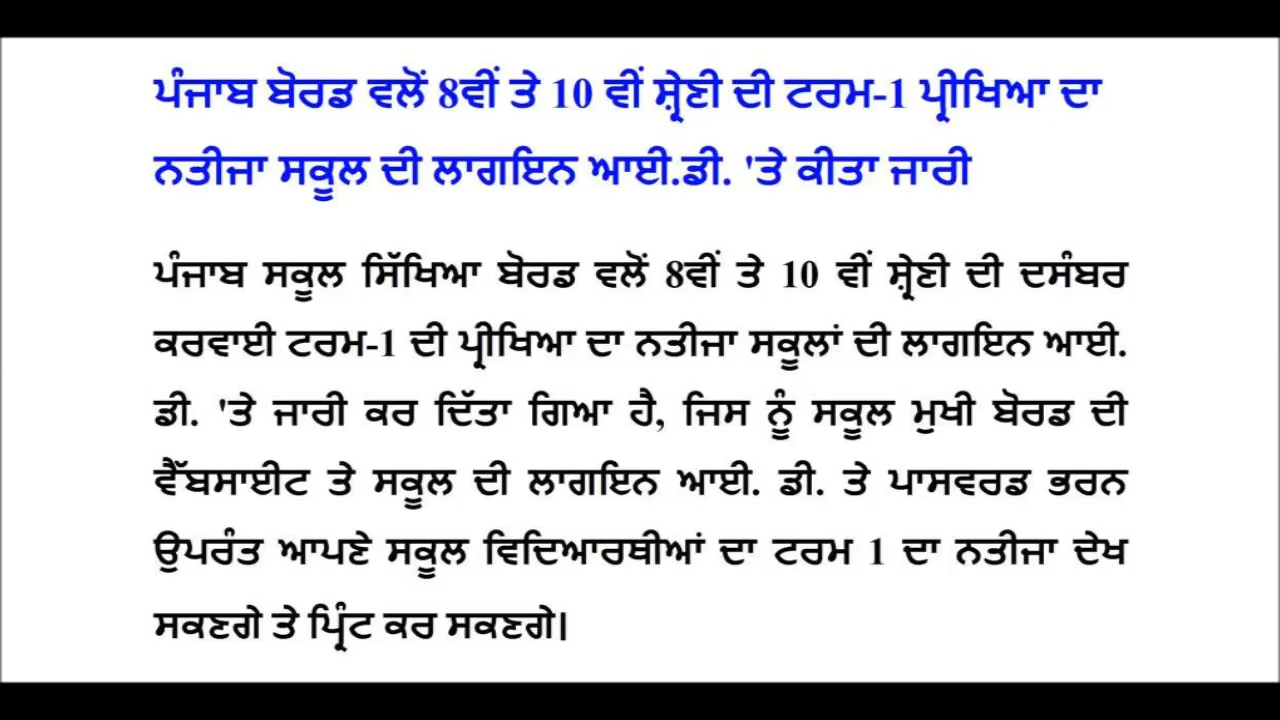 ਪੰਜਾਬ ਬੋਰਡ ਵਲੋਂ 8ਵੀਂ ਤੇ 10 ਵੀਂ ਸ਼੍ਰੇਣੀ ਦੀ ਟਰਮ-1 ਪ੍ਰੀਖਿਆ ਦਾ
ਨਤੀਜਾ ਸਕੂਲ ਦੀ ਲਾਗਇਨ ਆਈ.ਡੀ. 'ਤੇ ਕੀਤਾ ਜਾਰੀ
ਪੰਜਾਬ ਸਕੂਲ ਸਿੱਖਿਆ ਬੋਰਡ ਵਲੋਂ 8ਵੀਂ ਤੇ 10 ਵੀਂ ਸ਼੍ਰੇਣੀ ਦੀ ਦਸੰਬਰ
ਕਰਵਾਈ ਟਰਮ-1 ਦੀ ਪ੍ਰੀਖਿਆ ਦਾ ਨਤੀਜਾ ਸਕੂਲਾਂ ਦੀ ਲਾਗਇਨ ਆਈ.
ਡੀ. 'ਤੇ ਜਾਰੀ ਕਰ ਦਿੱਤਾ ਗਿਆ ਹੈ, ਜਿਸ ਨੂੰ ਸਕੂਲ ਮੁਖੀ ਬੋਰਡ ਦੀ
ਵੈੱਬਸਾਈਟ ਤੇ ਸਕੂਲ ਦੀ ਲਾਗਇਨ ਆਈ. ਡੀ. ਤੇ ਪਾਸਵਰਡ ਭਰਨ
ਉਪਰੰਤ ਆਪਣੇ ਸਕੂਲ ਵਿਦਿਆਰਥੀਆਂ ਦਾ ਟਰਮ 1 ਦਾ ਨਤੀਜਾ ਦੇਖ
ਸਕਣਗੇ ਤੇ ਪ੍ਰਿੰਟ ਕਰ ਸਕਣਗੇ।